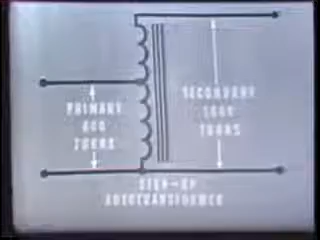 PRIMARY
TURNS
SECONDARY
TURNS
STEP-UP
AUTOTRANSFORMER